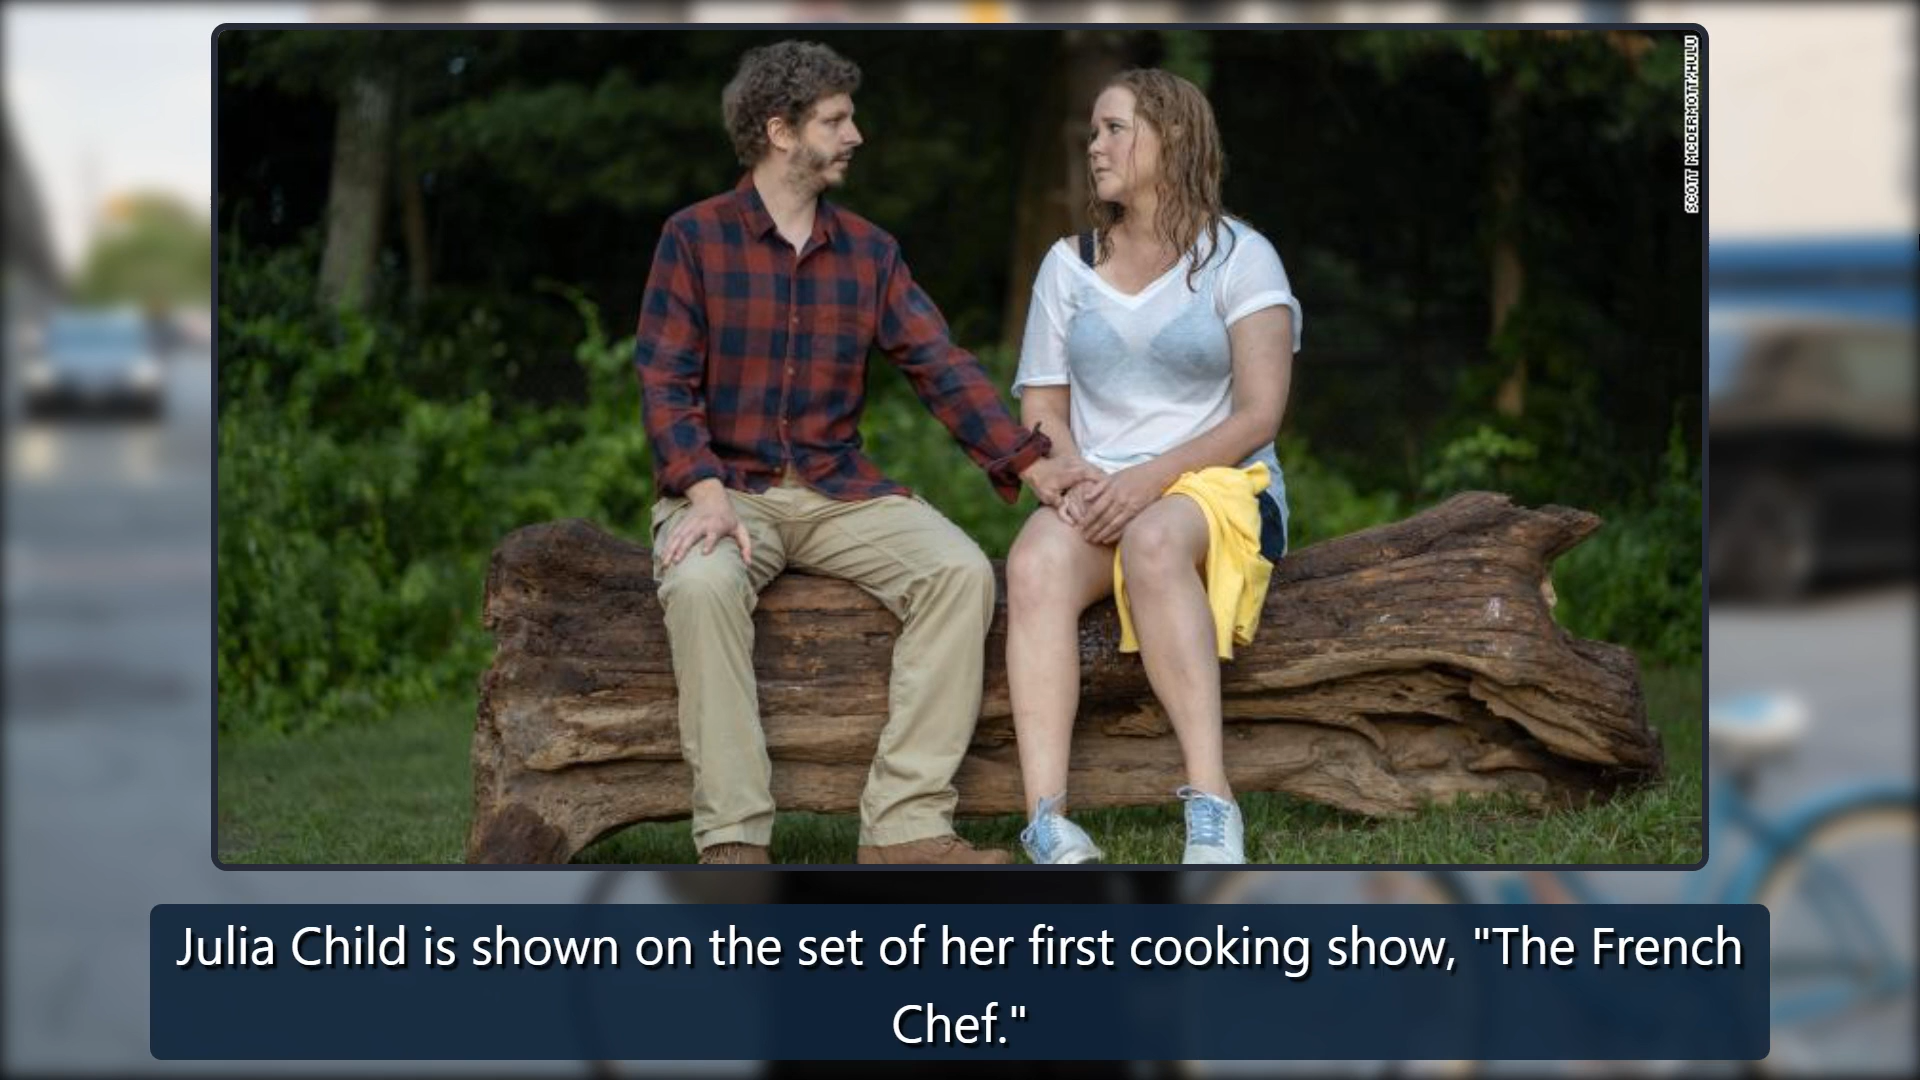 SCOTT MCDERMOTT/HULU
Julia Child is shown on the set of her first cooking show, "The French
Chef."